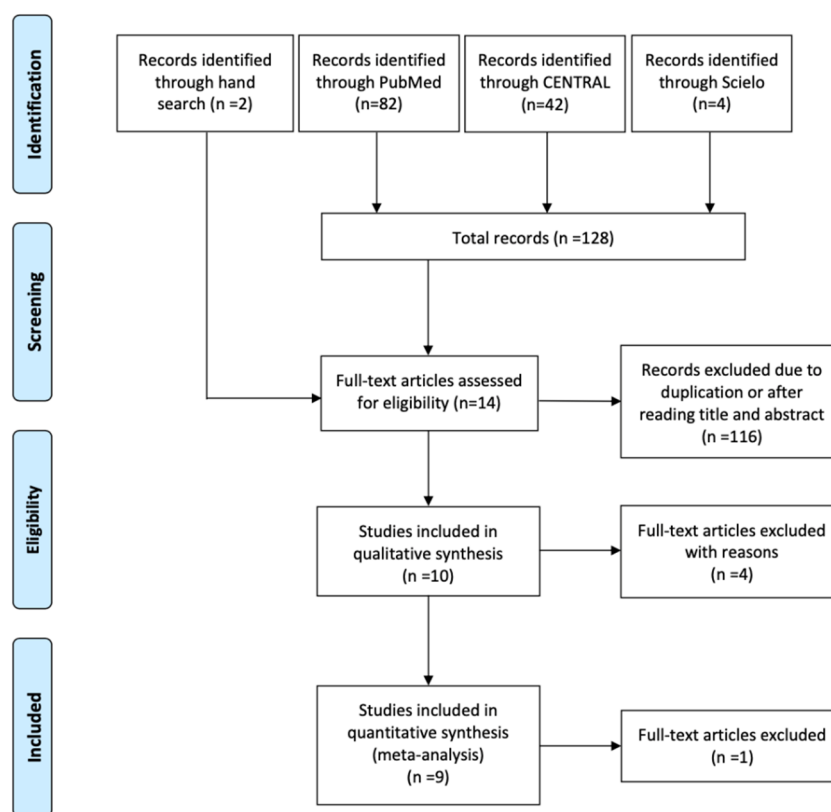 Identification
Records identified
through hand
search (n =2)
Records identified
through PubMed
(n=82)
Records identified
through CENTRAL
(n=42)
Records identified
through Scielo
(n=4)
Screening
Total records (n =128)
Full-text articles assessed
for eligibility (n=14)
Records excluded due to
duplication or after
reading title and abstract
(n =116)
Eligibility
Studies included in
qualitative synthesis
(n =10)
Full-text articles excluded
with reasons
(n =4)
Included
Studies included in
quantitative synthesis
(meta-analysis)
(n =9)
Full-text articles excluded
(n =1)